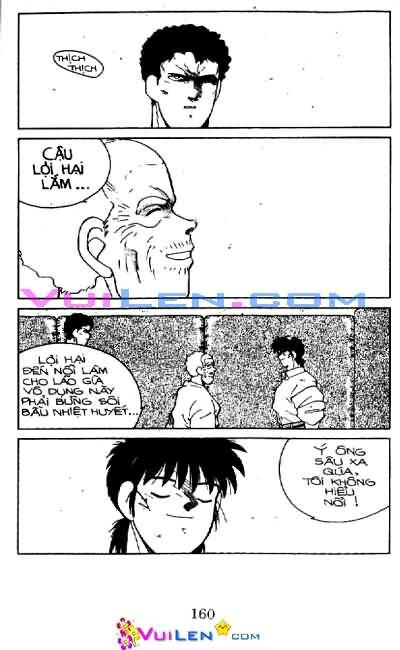 THỊCH
THỊCH
CẬU
LỢI HẠI
LẮM...
VUILEN.COM
LỢI HẠI
ĐẾN NỖI LÀM
CHO LÃO GIÀ
VÔ DỤNG NÀY
PHẢI BỪNG SÔI
BẦU NHIỆT HUYẾT...
Ý ÔNG
SÂU XA
QÚA,
TÔI KHÔNG
HIỂU
NỔI!
160
VUILEN.COM